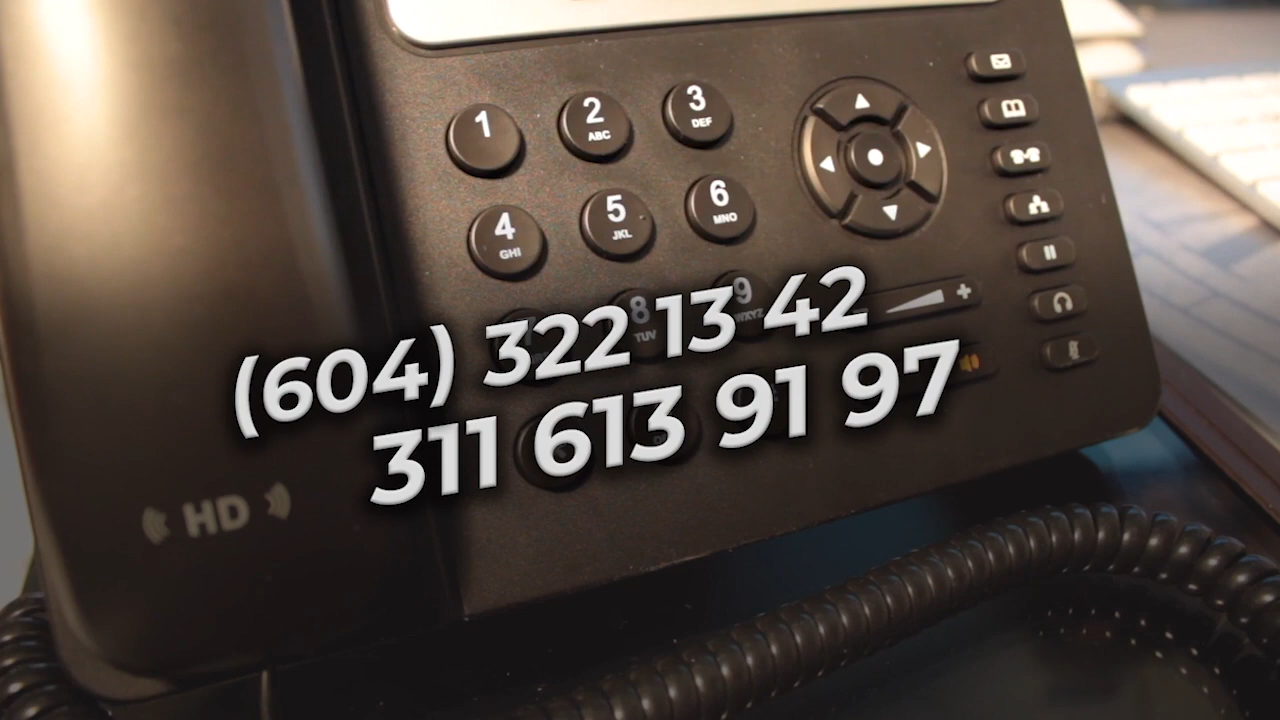 1
2
ABC
3
DEF
4
GHI
5
JKL
6
MNO
8
TUV
9
WXYZ
(604) 322 13 42
311 613 91 97
HD